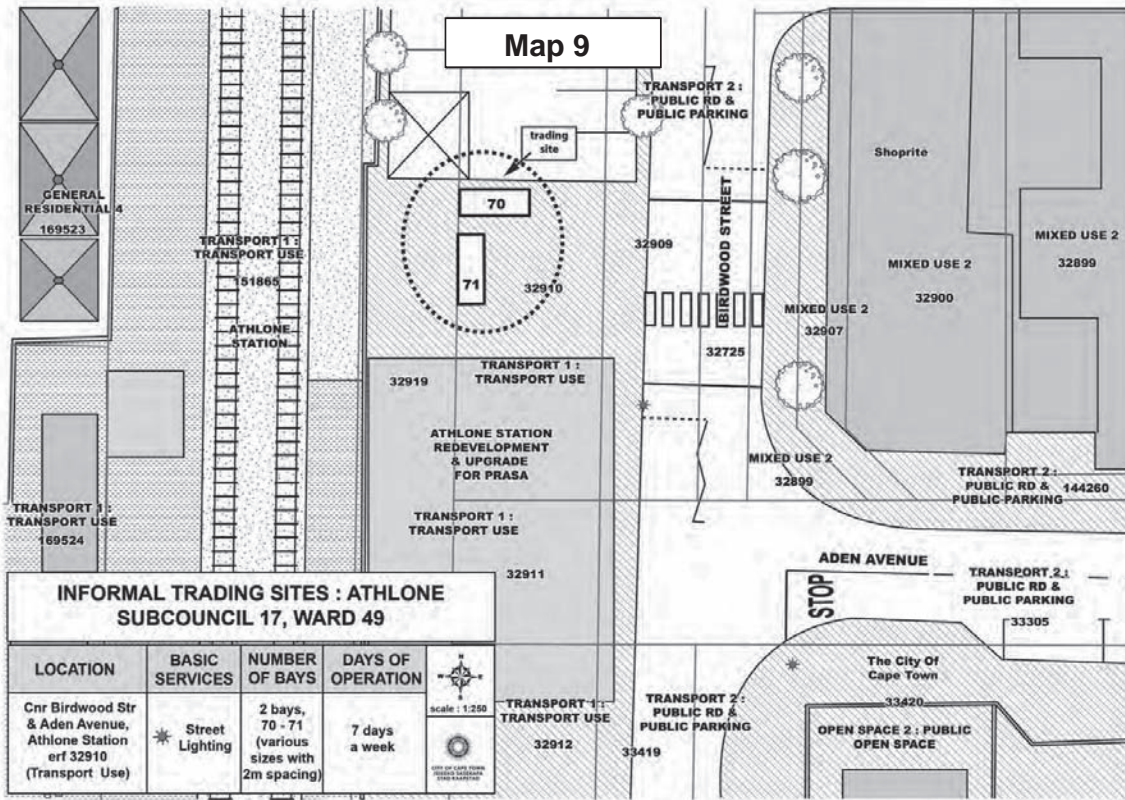 Map 9
TRANSPORT 2 :
PUBLIC RD &
PUBLIC PARKING
trading
site
Shoprite
GENERAL
RESIDENTIAL 4
169523
70
BIRDWOOD STREET
TRANSPORT 1 :
TRANSPORT USE
151865
32909
MIXED USE 2
32899
MIXED USE 2
32900
71
32910
MIXED USE 2
32907
ATHLONE
STATION
32725
TRANSPORT 1 :
TRANSPORT USE
32919
ATHLONE STATION
REDEVELOPMENT
& UPGRADE
FOR PRASA
MIXED USE 2
32899
TRANSPORT 2 :
PUBLIC RD &
PUBLIC PARKING
144260
TRANSPORT 1 :
TRANSPORT USE
169524
TRANSPORT 1 :
TRANSPORT USE
32911
ADEN AVENUE
STOP
TRANSPORT 2 :
PUBLIC RD &
PUBLIC PARKING
33305
The City Of
Cape Town
33420
OPEN SPACE 2 : PUBLIC
OPEN SPACE
TRANSPORT 1 :
TRANSPORT USE
32912
TRANSPORT 2 :
PUBLIC RD &
PUBLIC PARKING
33419
INFORMAL TRADING SITES : ATHLONE
SUBCOUNCIL 17, WARD 49
LOCATION
BASIC
SERVICES
NUMBER
OF BAYS
DAYS OF
OPERATION
Cnr Birdwood Str
& Aden Avenue,
Athlone Station
erf 32910
(Transport Use)
Street
Lighting
2 bays,
70 - 71
(various
sizes with
2m spacing)
7 days
a week
N
W
E
S
scale : 1:250
CITY OF CAPE TOWN
ISIXEKO SASEKAPA
STAD KAAPSTAD